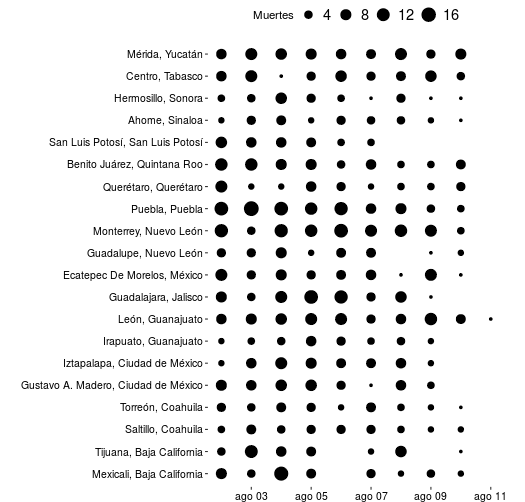 Muertes 4 8 12 16
Mérida, Yucatán
Centro, Tabasco
Hermosillo, Sonora
Ahome, Sinaloa
San Luis Potosí, San Luis Potosí
Benito Juárez, Quintana Roo
Querétaro, Querétaro
Puebla, Puebla
Monterrey, Nuevo León
Guadalupe, Nuevo León
Ecatepec De Morelos, México
Guadalajara, Jalisco
León, Guanajuato
Irapuato, Guanajuato
Iztapalapa, Ciudad de México
Gustavo A. Madero, Ciudad de México
Torreón, Coahuila
Saltillo, Coahuila
Tijuana, Baja California
Mexicali, Baja California
ago 03 ago 05 ago 07 ago 09 ago 11